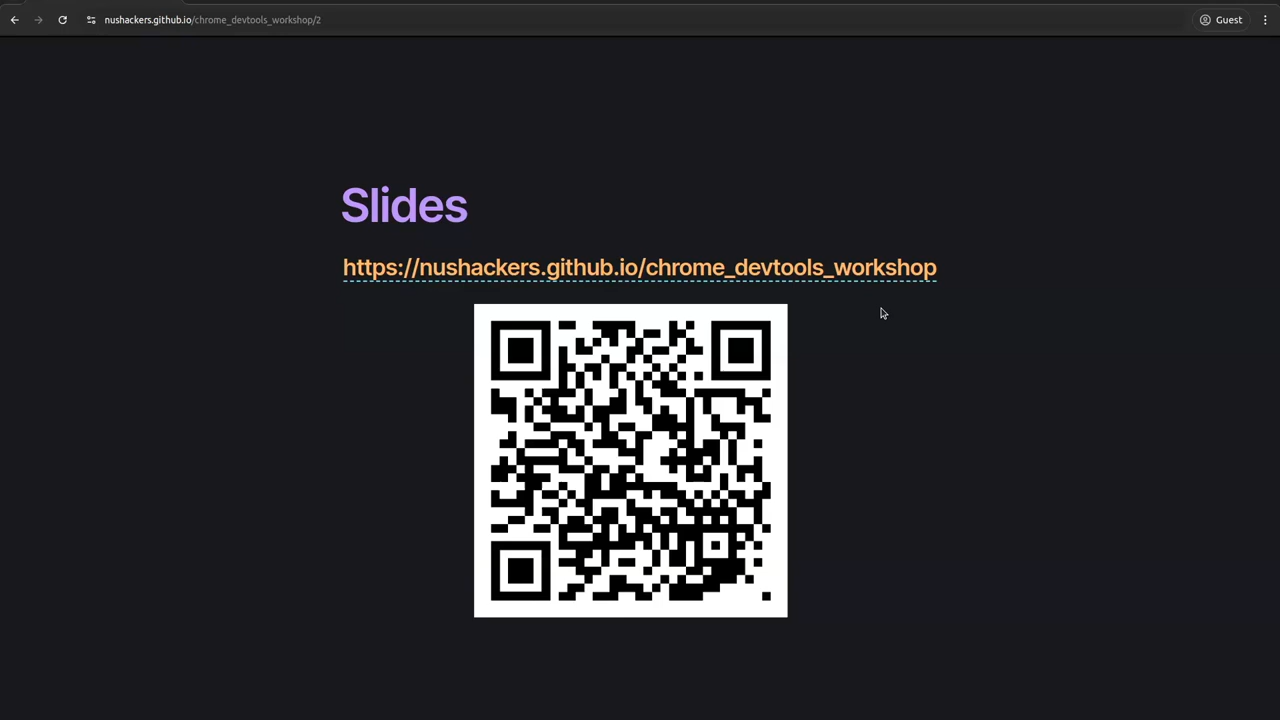 nushackers.github.io/chrome_devtools_workshop/2
Guest
Slides
https://nushackers.github.io/chrome_devtools_workshop